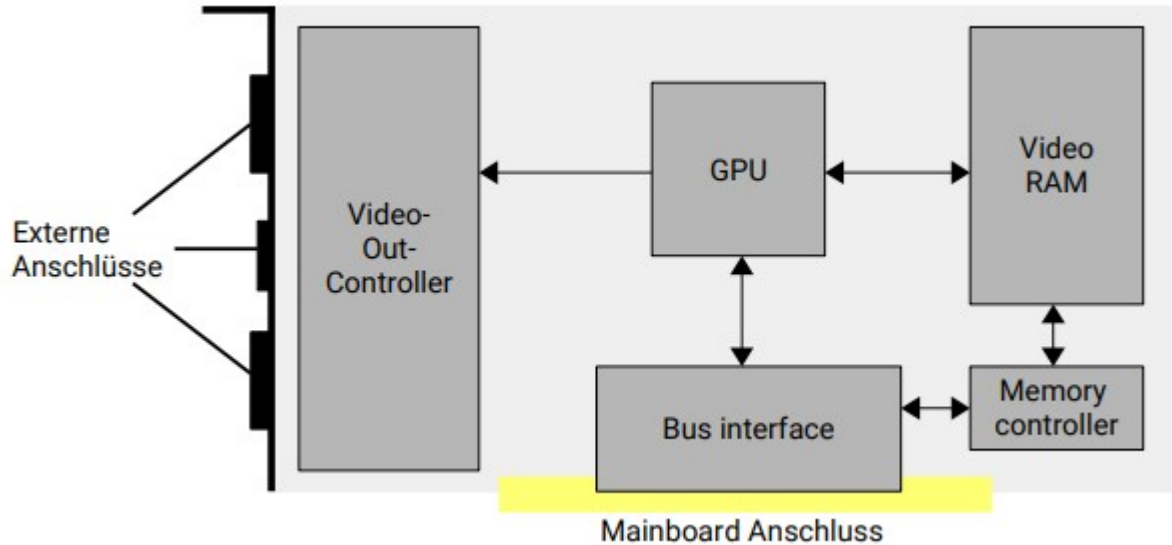 GPU
Video
RAM
Video-
Out-
Controller
Externe
Anschlüsse
Bus interface
Memory
controller
Mainboard Anschluss